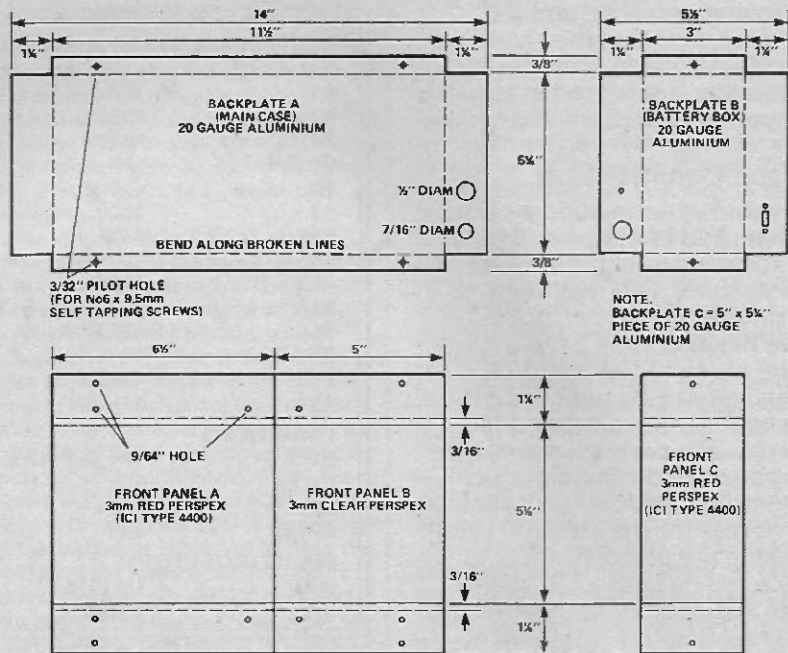 14"
5½"
11½"
3"
1¼"
1¼"
1¼"
1¼"
3/8"
BACKPLATE A
(MAIN CASE)
20 GAUGE ALUMINIUM
BACKPLATE B
(BATTERY BOX)
20 GAUGE
ALUMINIUM
5¼"
½" DIAM
7/16" DIAM
BEND ALONG BROKEN LINES
3/8"
3/32" PILOT HOLE
(FOR No6 x 9.5mm
SELF TAPPING SCREWS)
NOTE.
BACKPLATE C = 5" x 5¼"
PIECE OF 20 GAUGE
ALUMINIUM
6½"
5"
1¼"
3/16"
9/64" HOLE
FRONT PANEL A
3mm RED PERSPEX
(ICI TYPE 4400)
FRONT PANEL B
3mm CLEAR PERSPEX
FRONT
PANEL C
3mm RED
PERSPEX
(ICI TYPE 4400)
3/16"
1¼"